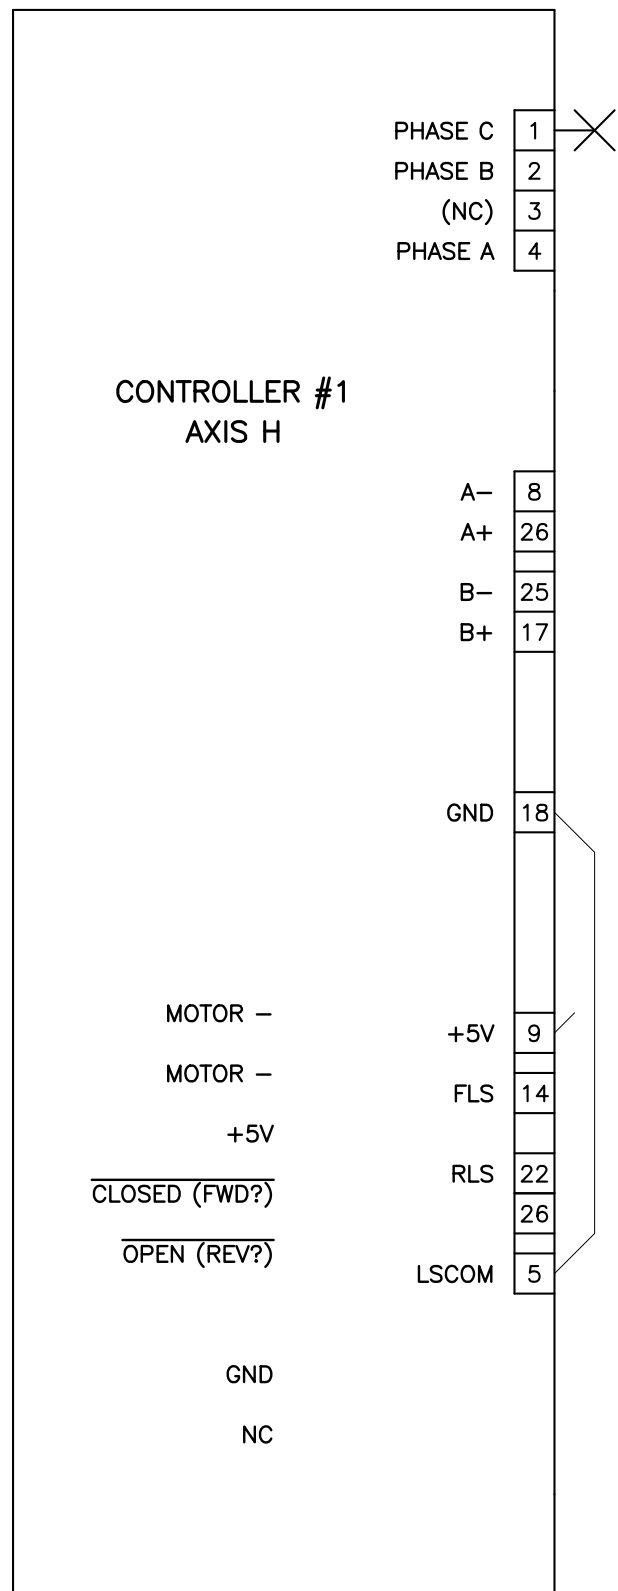 PHASE C 1
PHASE B 2
(NC) 3
PHASE A 4
CONTROLLER #1
AXIS H
A− 8
A+ 26
B− 25
B+ 17
GND 18
MOTOR −
+5V 9
MOTOR −
FLS 14
+5V
RLS 22
CLOSED (FWD?)
26
OPEN (REV?)
LSCOM 5
GND
NC